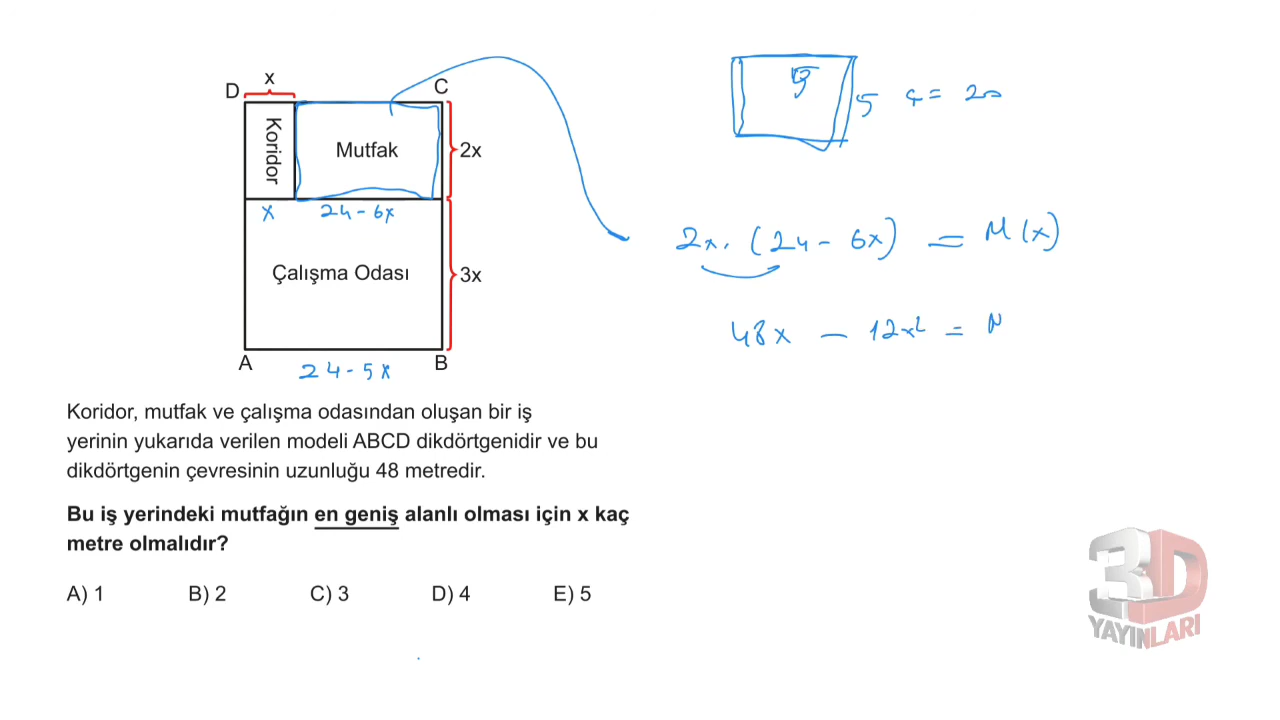 D x C
Koridor Mutfak 2x
x 24-6x
Çalışma Odası 3x
A 24-5x B
5 Ç= 20
2x.(24-6x) = M(x)
48x - 12x² =
Koridor, mutfak ve çalışma odasından oluşan bir iş
yerinin yukarıda verilen modeli ABCD dikdörtgenidir ve bu
dikdörtgenin çevresinin uzunluğu 48 metredir.
Bu iş yerindeki mutfağın en geniş alanlı olması için x kaç
metre olmalıdır?
A) 1 B) 2 C) 3 D) 4 E) 5
3D
YAYINLARI